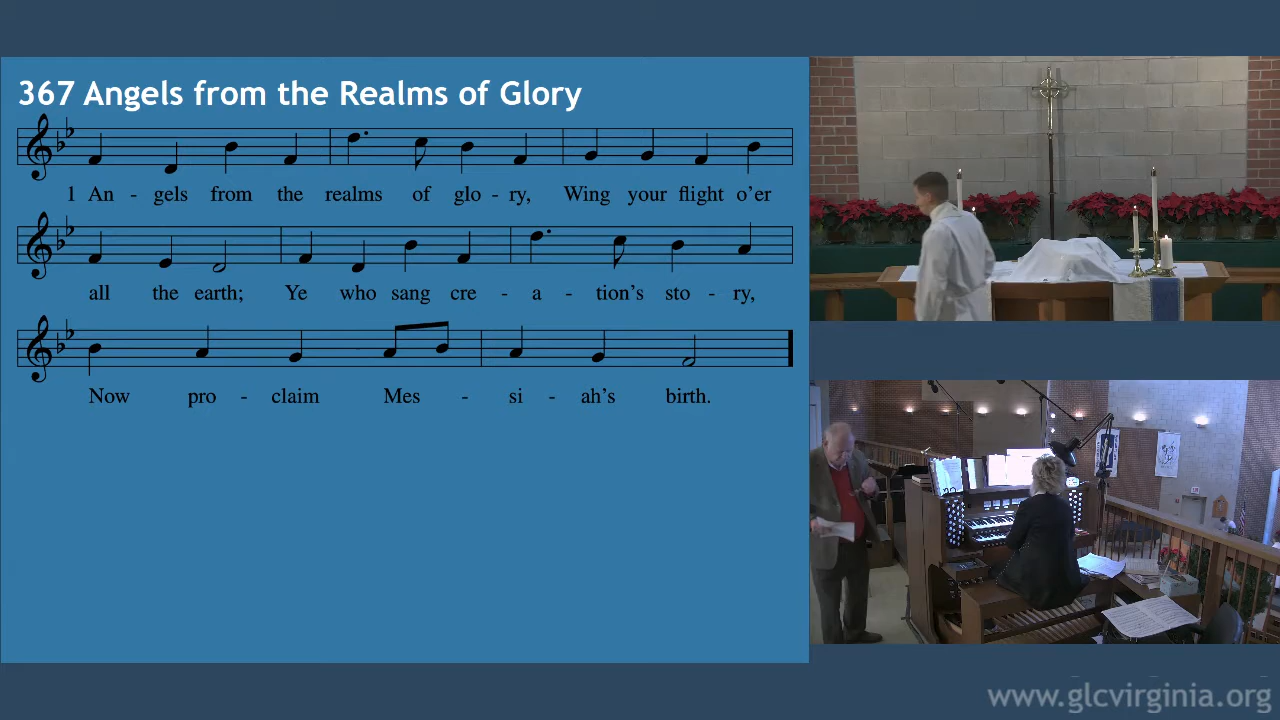 367 Angels from the Realms of Glory
1 An - gels from the realms of glo - ry, Wing your flight o'er
all the earth; Ye who sang cre - a - tion's sto - ry,
Now pro - claim Mes - si - ah's birth.
www.glcvirginia.org